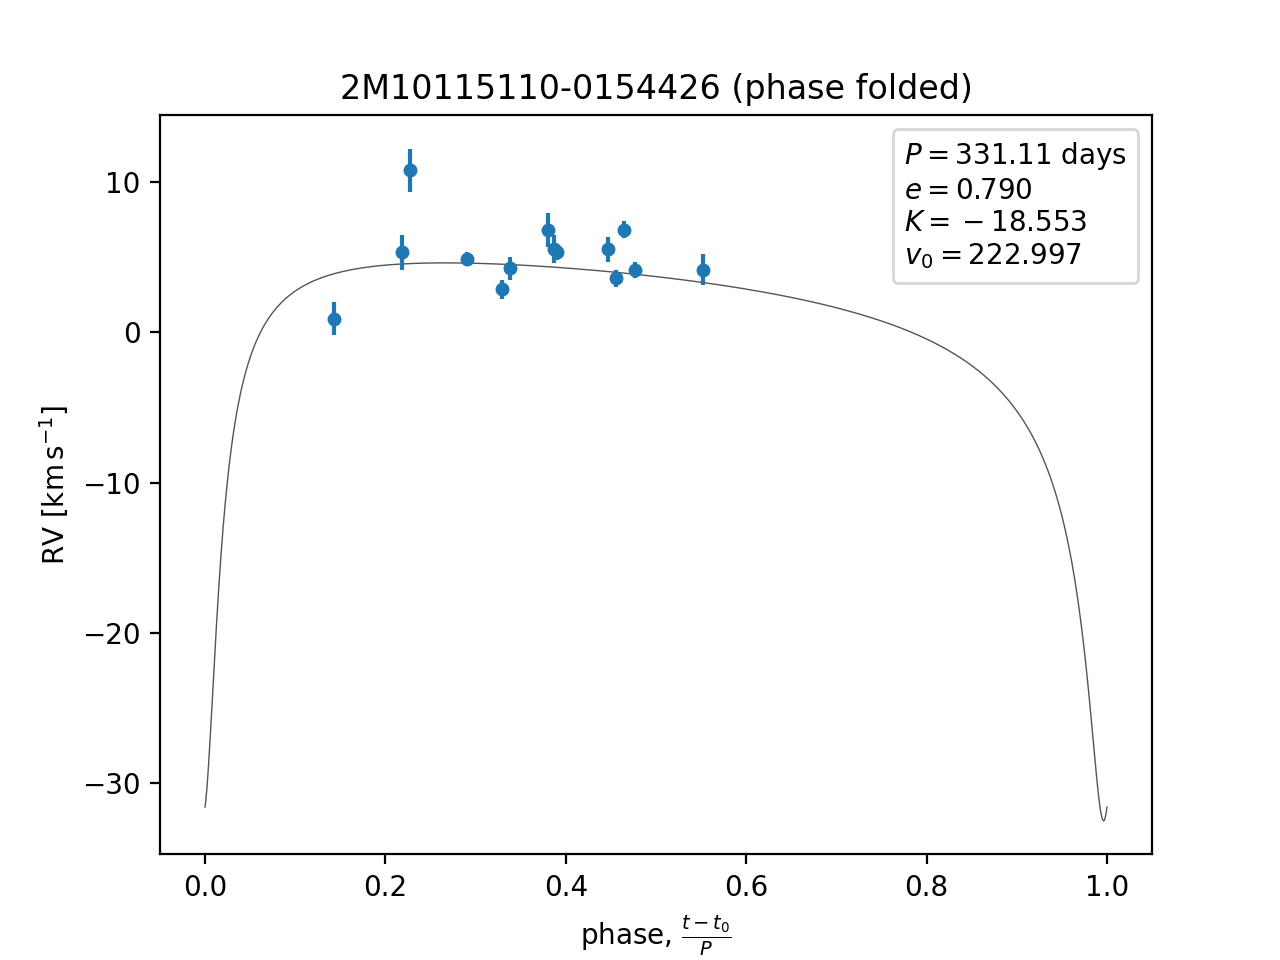 2M10115110-0154426 (phase folded)
P = 331.11 days
e = 0.790
K = − 18.553
v₀ = 222.997
10
0
−10
−20
−30
RV [km s⁻¹]
0.0 0.2 0.4 0.6 0.8 1.0
phase, (t − t₀)/P